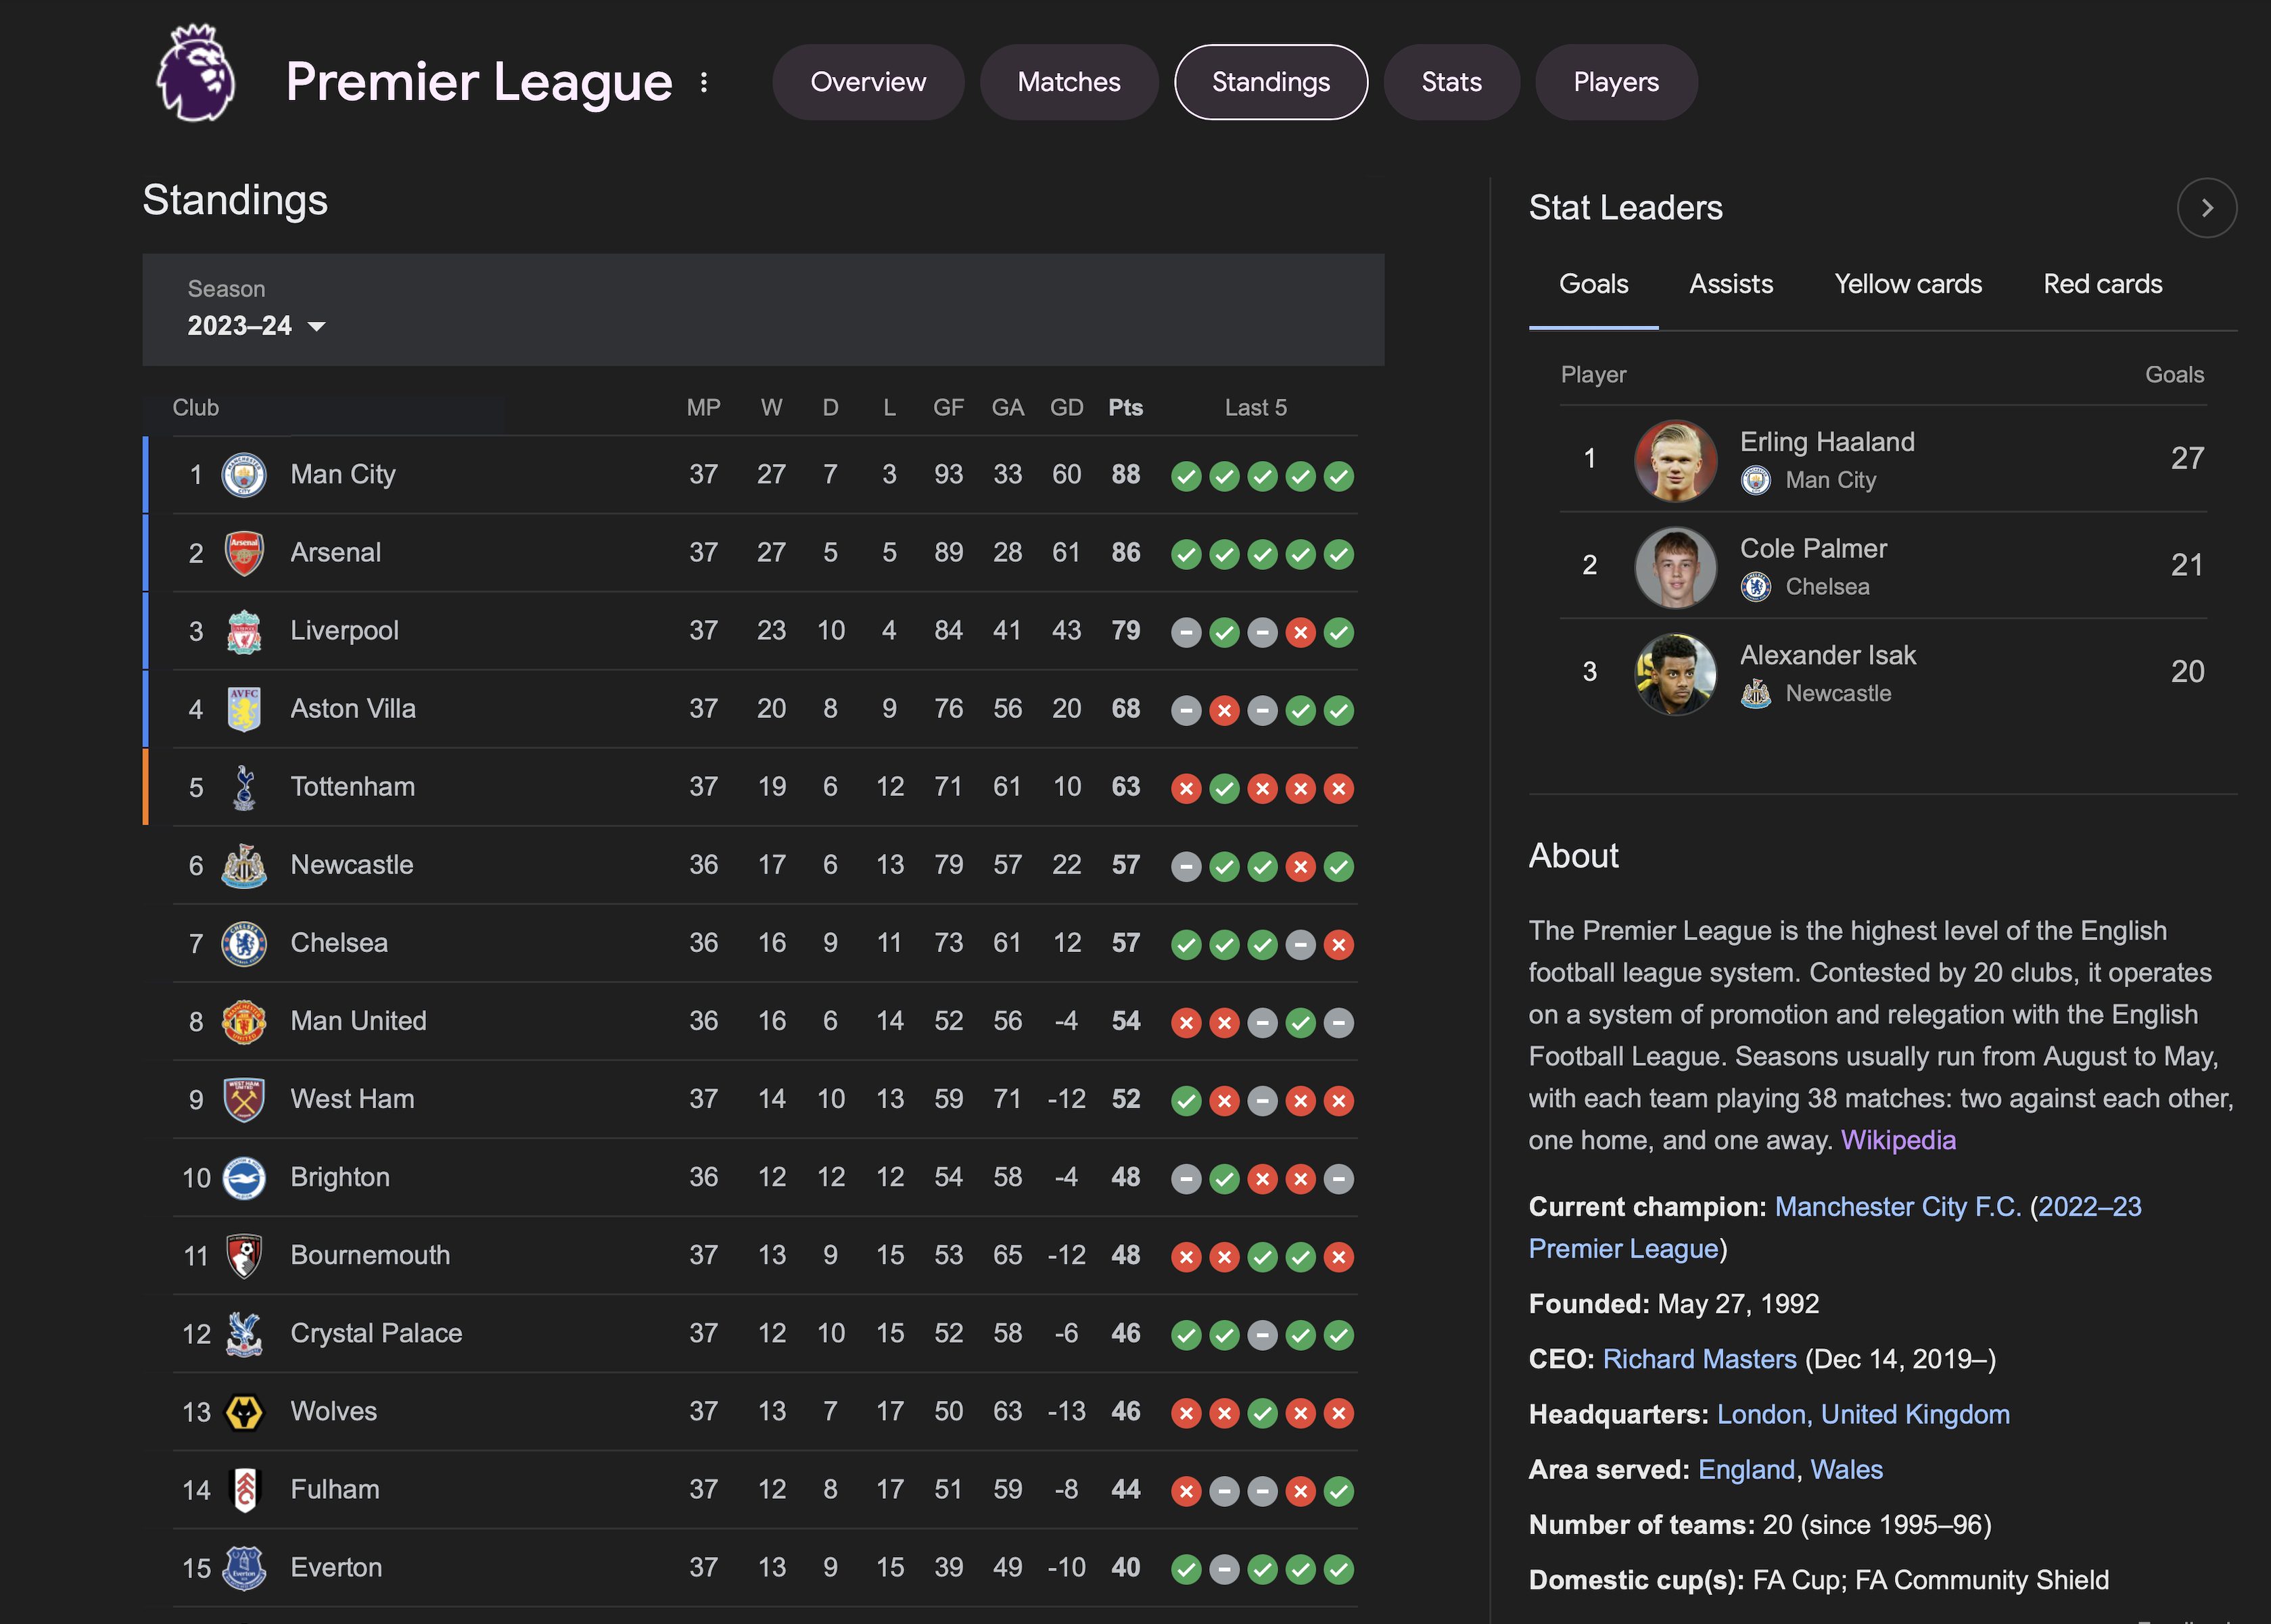 Premier League
Overview
Matches
Standings
Stats
Players
Standings
Season
2023–24
Club MP W D L GF GA GD Pts Last 5
1 Man City 37 27 7 3 93 33 60 88
2 Arsenal 37 27 5 5 89 28 61 86
3 Liverpool 37 23 10 4 84 41 43 79
4 Aston Villa 37 20 8 9 76 56 20 68
5 Tottenham 37 19 6 12 71 61 10 63
6 Newcastle 36 17 6 13 79 57 22 57
7 Chelsea 36 16 9 11 73 61 12 57
8 Man United 36 16 6 14 52 56 -4 54
9 West Ham 37 14 10 13 59 71 -12 52
10 Brighton 36 12 12 12 54 58 -4 48
11 Bournemouth 37 13 9 15 53 65 -12 48
12 Crystal Palace 37 12 10 15 52 58 -6 46
13 Wolves 37 13 7 17 50 63 -13 46
14 Fulham 37 12 8 17 51 59 -8 44
15 Everton 37 13 9 15 39 49 -10 40
Stat Leaders
Goals Assists Yellow cards Red cards
Player Goals
1 Erling Haaland 27
Man City
2 Cole Palmer 21
Chelsea
3 Alexander Isak 20
Newcastle
About
The Premier League is the highest level of the English
football league system. Contested by 20 clubs, it operates
on a system of promotion and relegation with the English
Football League. Seasons usually run from August to May,
with each team playing 38 matches: two against each other,
one home, and one away. Wikipedia
Current champion: Manchester City F.C. (2022–23
Premier League)
Founded: May 27, 1992
CEO: Richard Masters (Dec 14, 2019–)
Headquarters: London, United Kingdom
Area served: England, Wales
Number of teams: 20 (since 1995–96)
Domestic cup(s): FA Cup; FA Community Shield